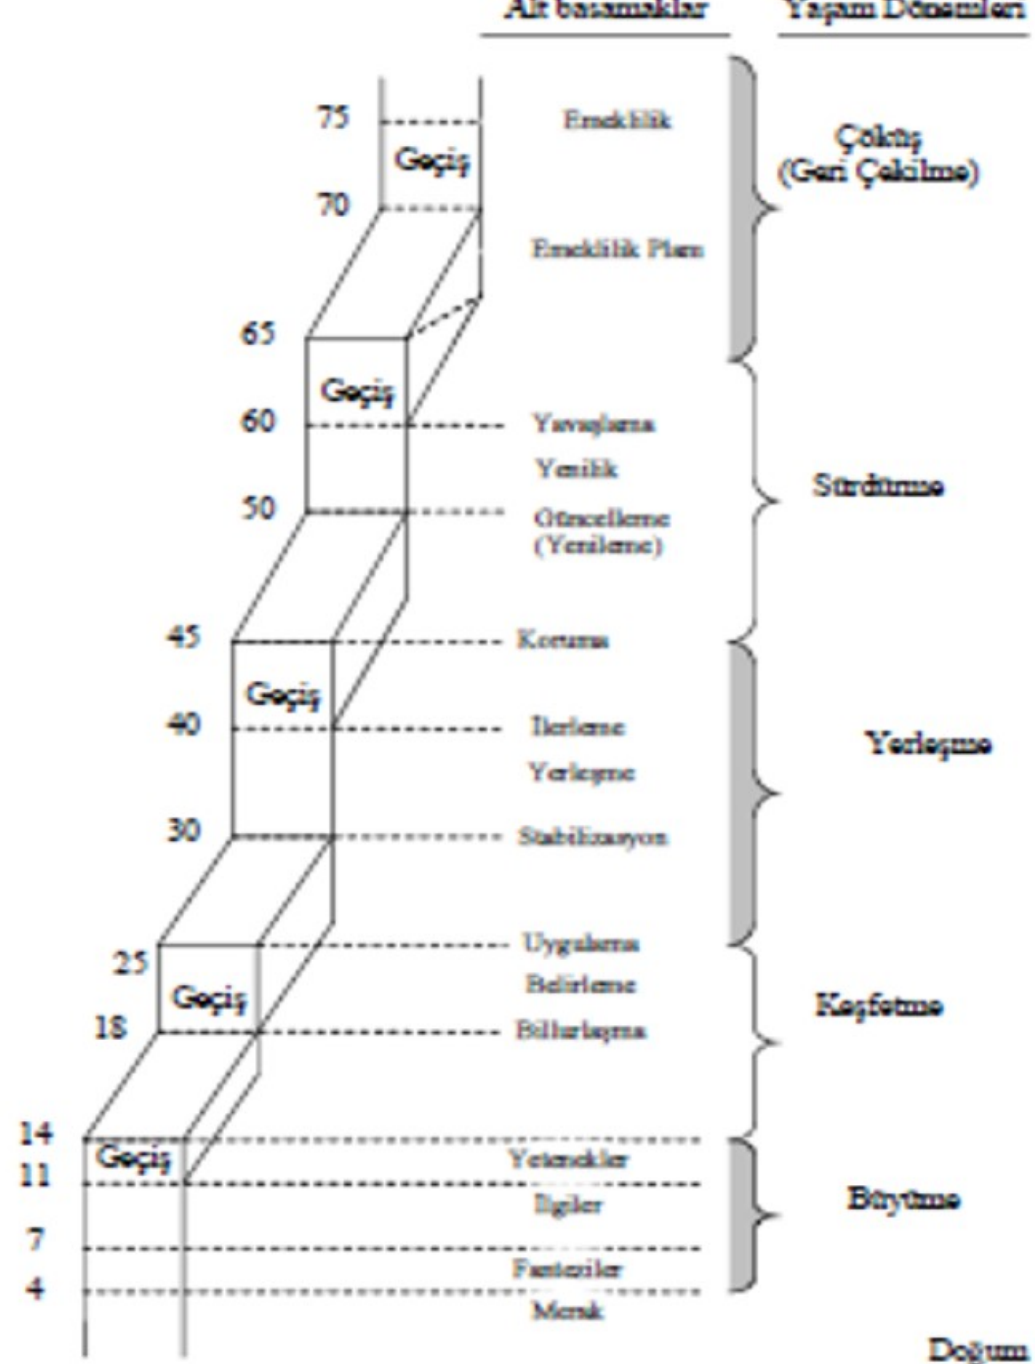 Alt basamaklar Yaşam Dönemleri
75 Emeklilik
Çöküş
(Geri Çekilme)
Geçiş
70
Emeklilik Planı
65
Geçiş
60 Yavaşlama
Yenilik
Sürdürme
50 Güncelleme
(Yenileme)
45 Koruma
Geçiş
40 İlerleme
Yerleşme
Yerleşme
30 Stabilizasyon
25 Uygulama
Belirleme
Geçiş
Keşfetme
18 Billurlaşma
14
Geçiş Yetenekler
11
İlgiler
Büyüme
7
Fanteziler
4
Merak
Doğum